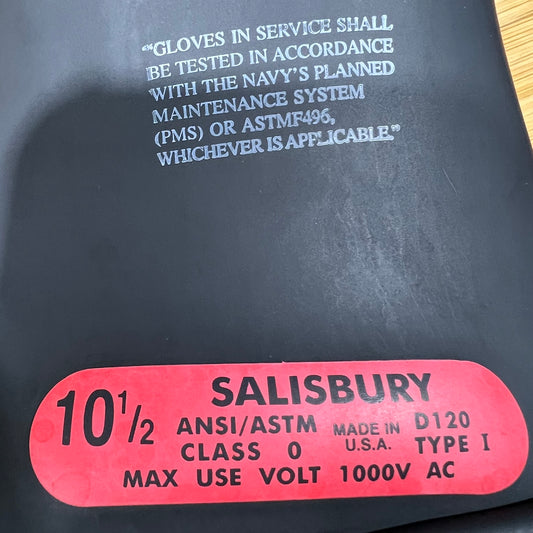 "GLOVES IN SERVICE SHALL
BE TESTED IN ACCORDANCE
WITH THE NAVY'S PLANNED
MAINTENANCE SYSTEM
(PMS) OR ASTMF496,
WHICHEVER IS APPLICABLE."
SALISBURY
10 1/2
ANSI/ASTM
CLASS 0
MADE IN
U.S.A.
D120
TYPE I
MAX USE VOLT 1000V AC